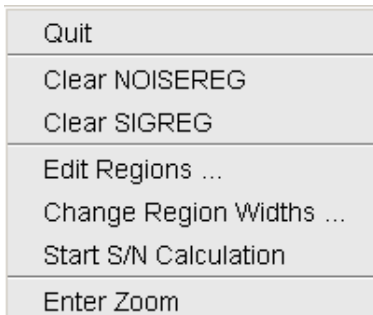 Quit
Clear NOISEREG
Clear SIGREG
Edit Regions ...
Change Region Widths ...
Start S/N Calculation
Enter Zoom